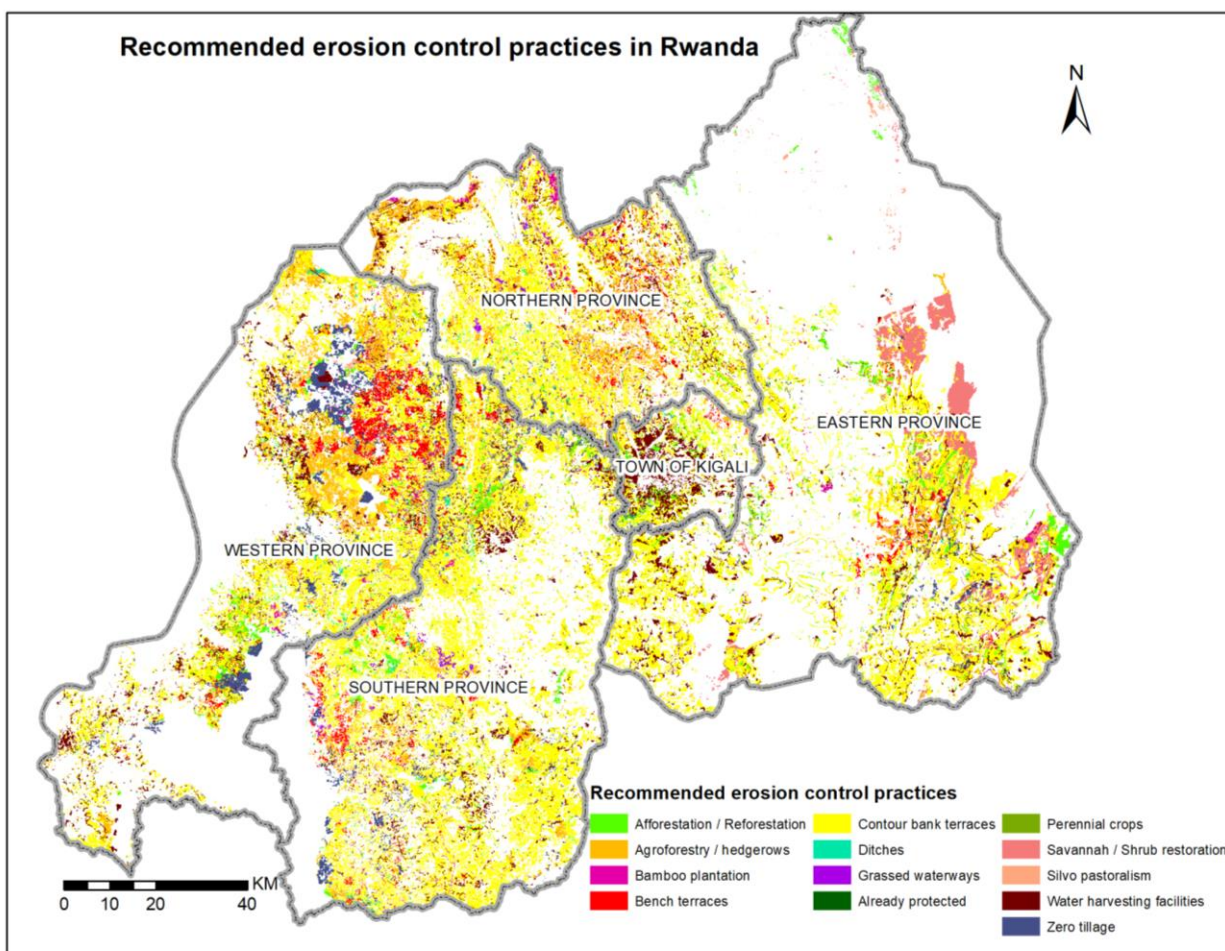 Recommended erosion control practices in Rwanda
N
NORTHERN PROVINCE
EASTERN PROVINCE
TOWN OF KIGALI
WESTERN PROVINCE
SOUTHERN PROVINCE
Recommended erosion control practices
Afforestation / Reforestation
Agroforestry / hedgerows
Bamboo plantation
Bench terraces
Contour bank terraces
Ditches
Grassed waterways
Already protected
Perennial crops
Savannah / Shrub restoration
Silvo pastoralism
Water harvesting facilities
Zero tillage
KM
0 10 20 40